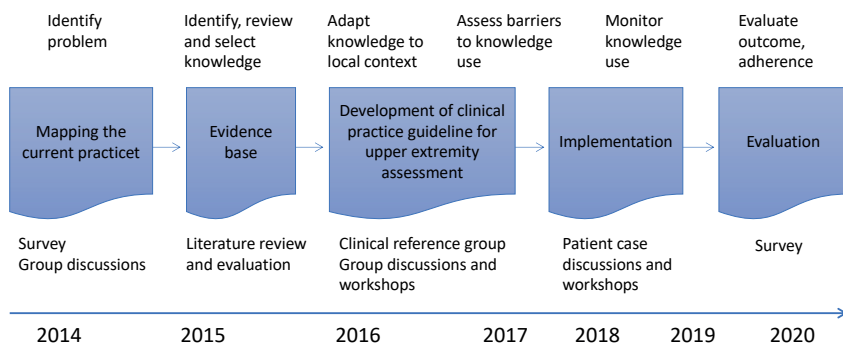 Identify
problem
Identify, review
and select
knowledge
Adapt
knowledge to
local context
Assess barriers
to knowledge
use
Monitor
knowledge
use
Evaluate
outcome,
adherence
Mapping the
current practicet
Evidence
base
Development of clinical
practice guideline for
upper extremity
assessment
Implementation
Evaluation
Survey
Group discussions
Literature review
and evaluation
Clinical reference group
Group discussions and
workshops
Patient case
discussions and
workshops
Survey
2014
2015
2016
2017
2018
2019
2020